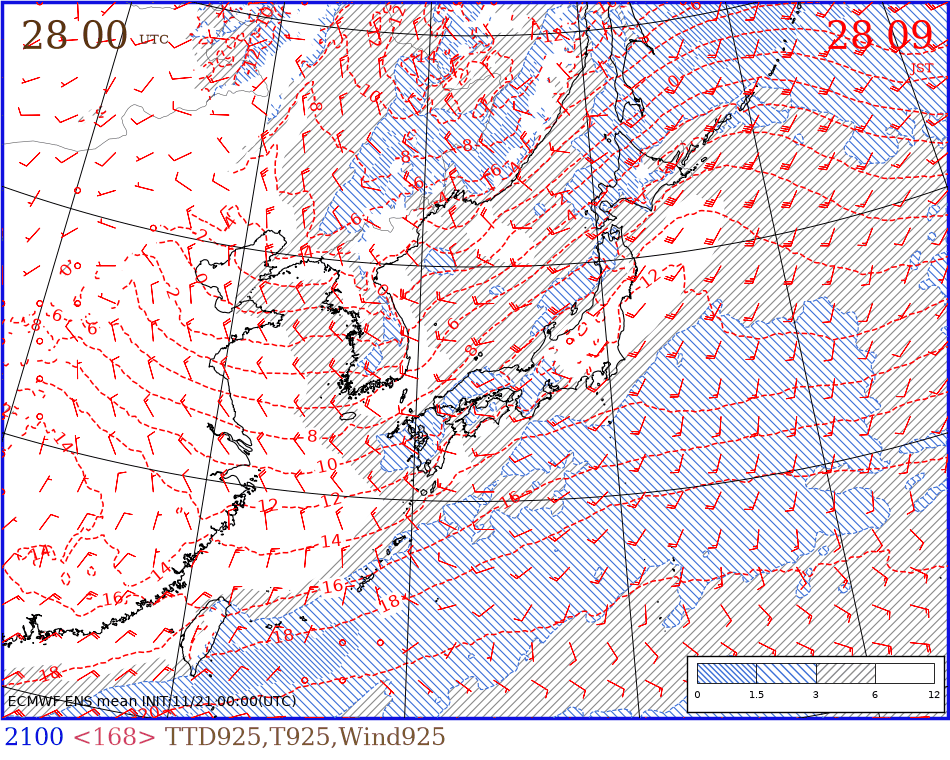 28 00 UTC
28 09
JST
ECMWF ENS mean INIT:11/21 00:00(UTC)
0 1.5 3 6 12
2100 <168> TTD925,T925,Wind925